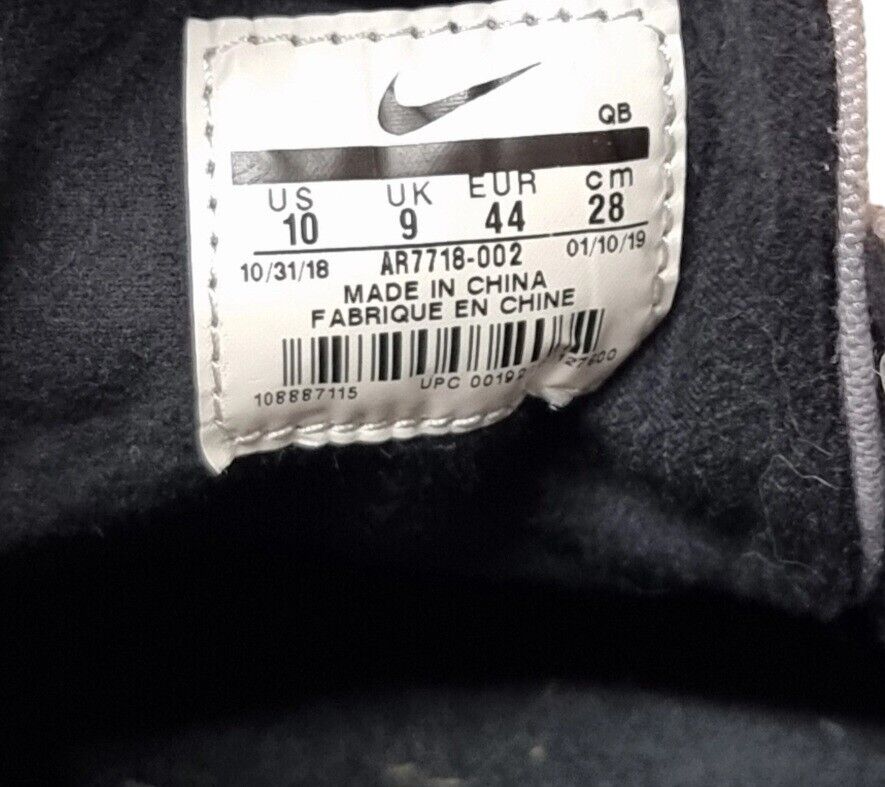 QB
US UK EUR cm
10 9 44 28
10/31/18 AR7718-002 01/10/19
MADE IN CHINA
FABRIQUE EN CHINE
108887115 UPC